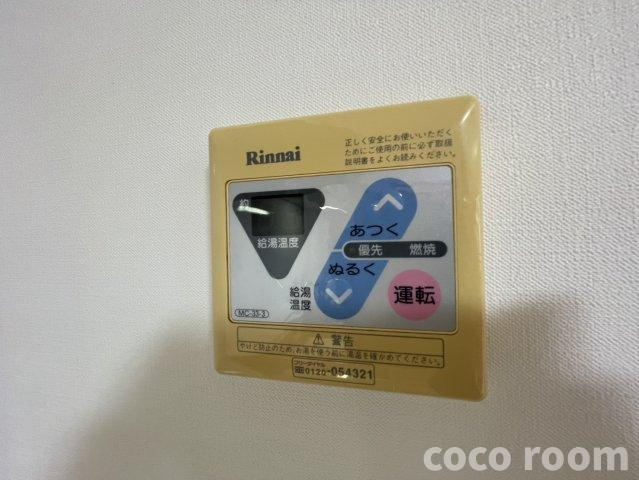 Rinnai
正しく安全にお使いいただく
ためにご使用の前に必ず取扱
説明書をよくお読みください。
約
給湯温度
あつく
優先 燃焼
ぬるく
給湯
温度
運転
MC-33-3
警告
やけど防止のため、お湯を使う前に湯温を確かめてください。
フリーダイヤル
0120-054321
coco room